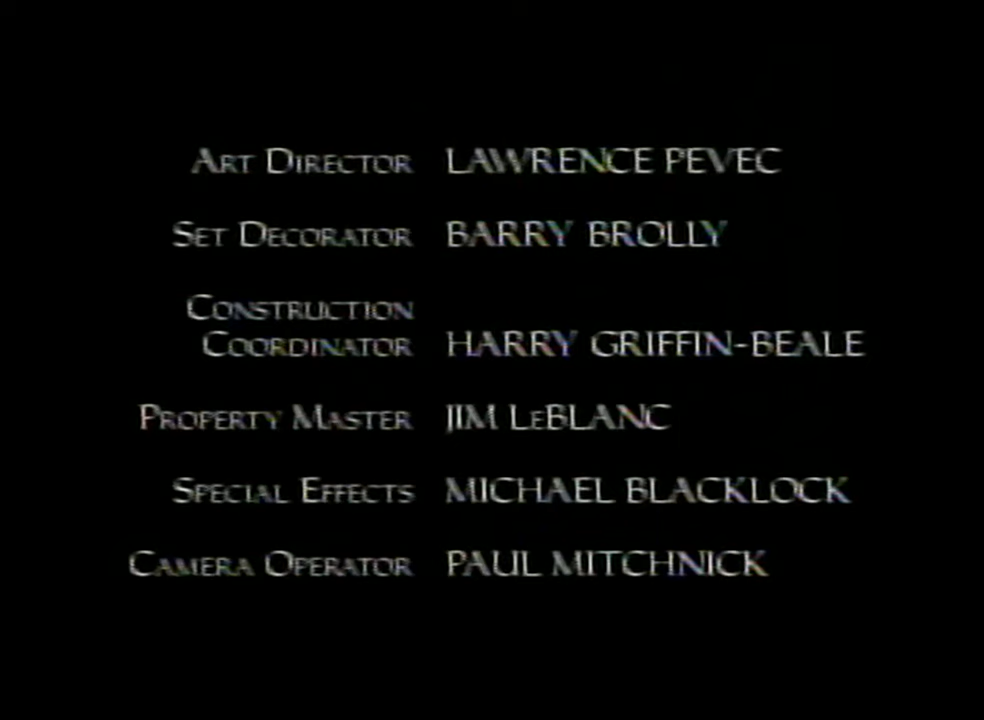 ART DIRECTOR LAWRENCE PEVEC
SET DECORATOR BARRY BROLLY
CONSTRUCTION
COORDINATOR HARRY GRIFFIN-BEALE
PROPERTY MASTER JIM LeBLANC
SPECIAL EFFECTS MICHAEL BLACKLOCK
CAMERA OPERATOR PAUL MITCHNICK